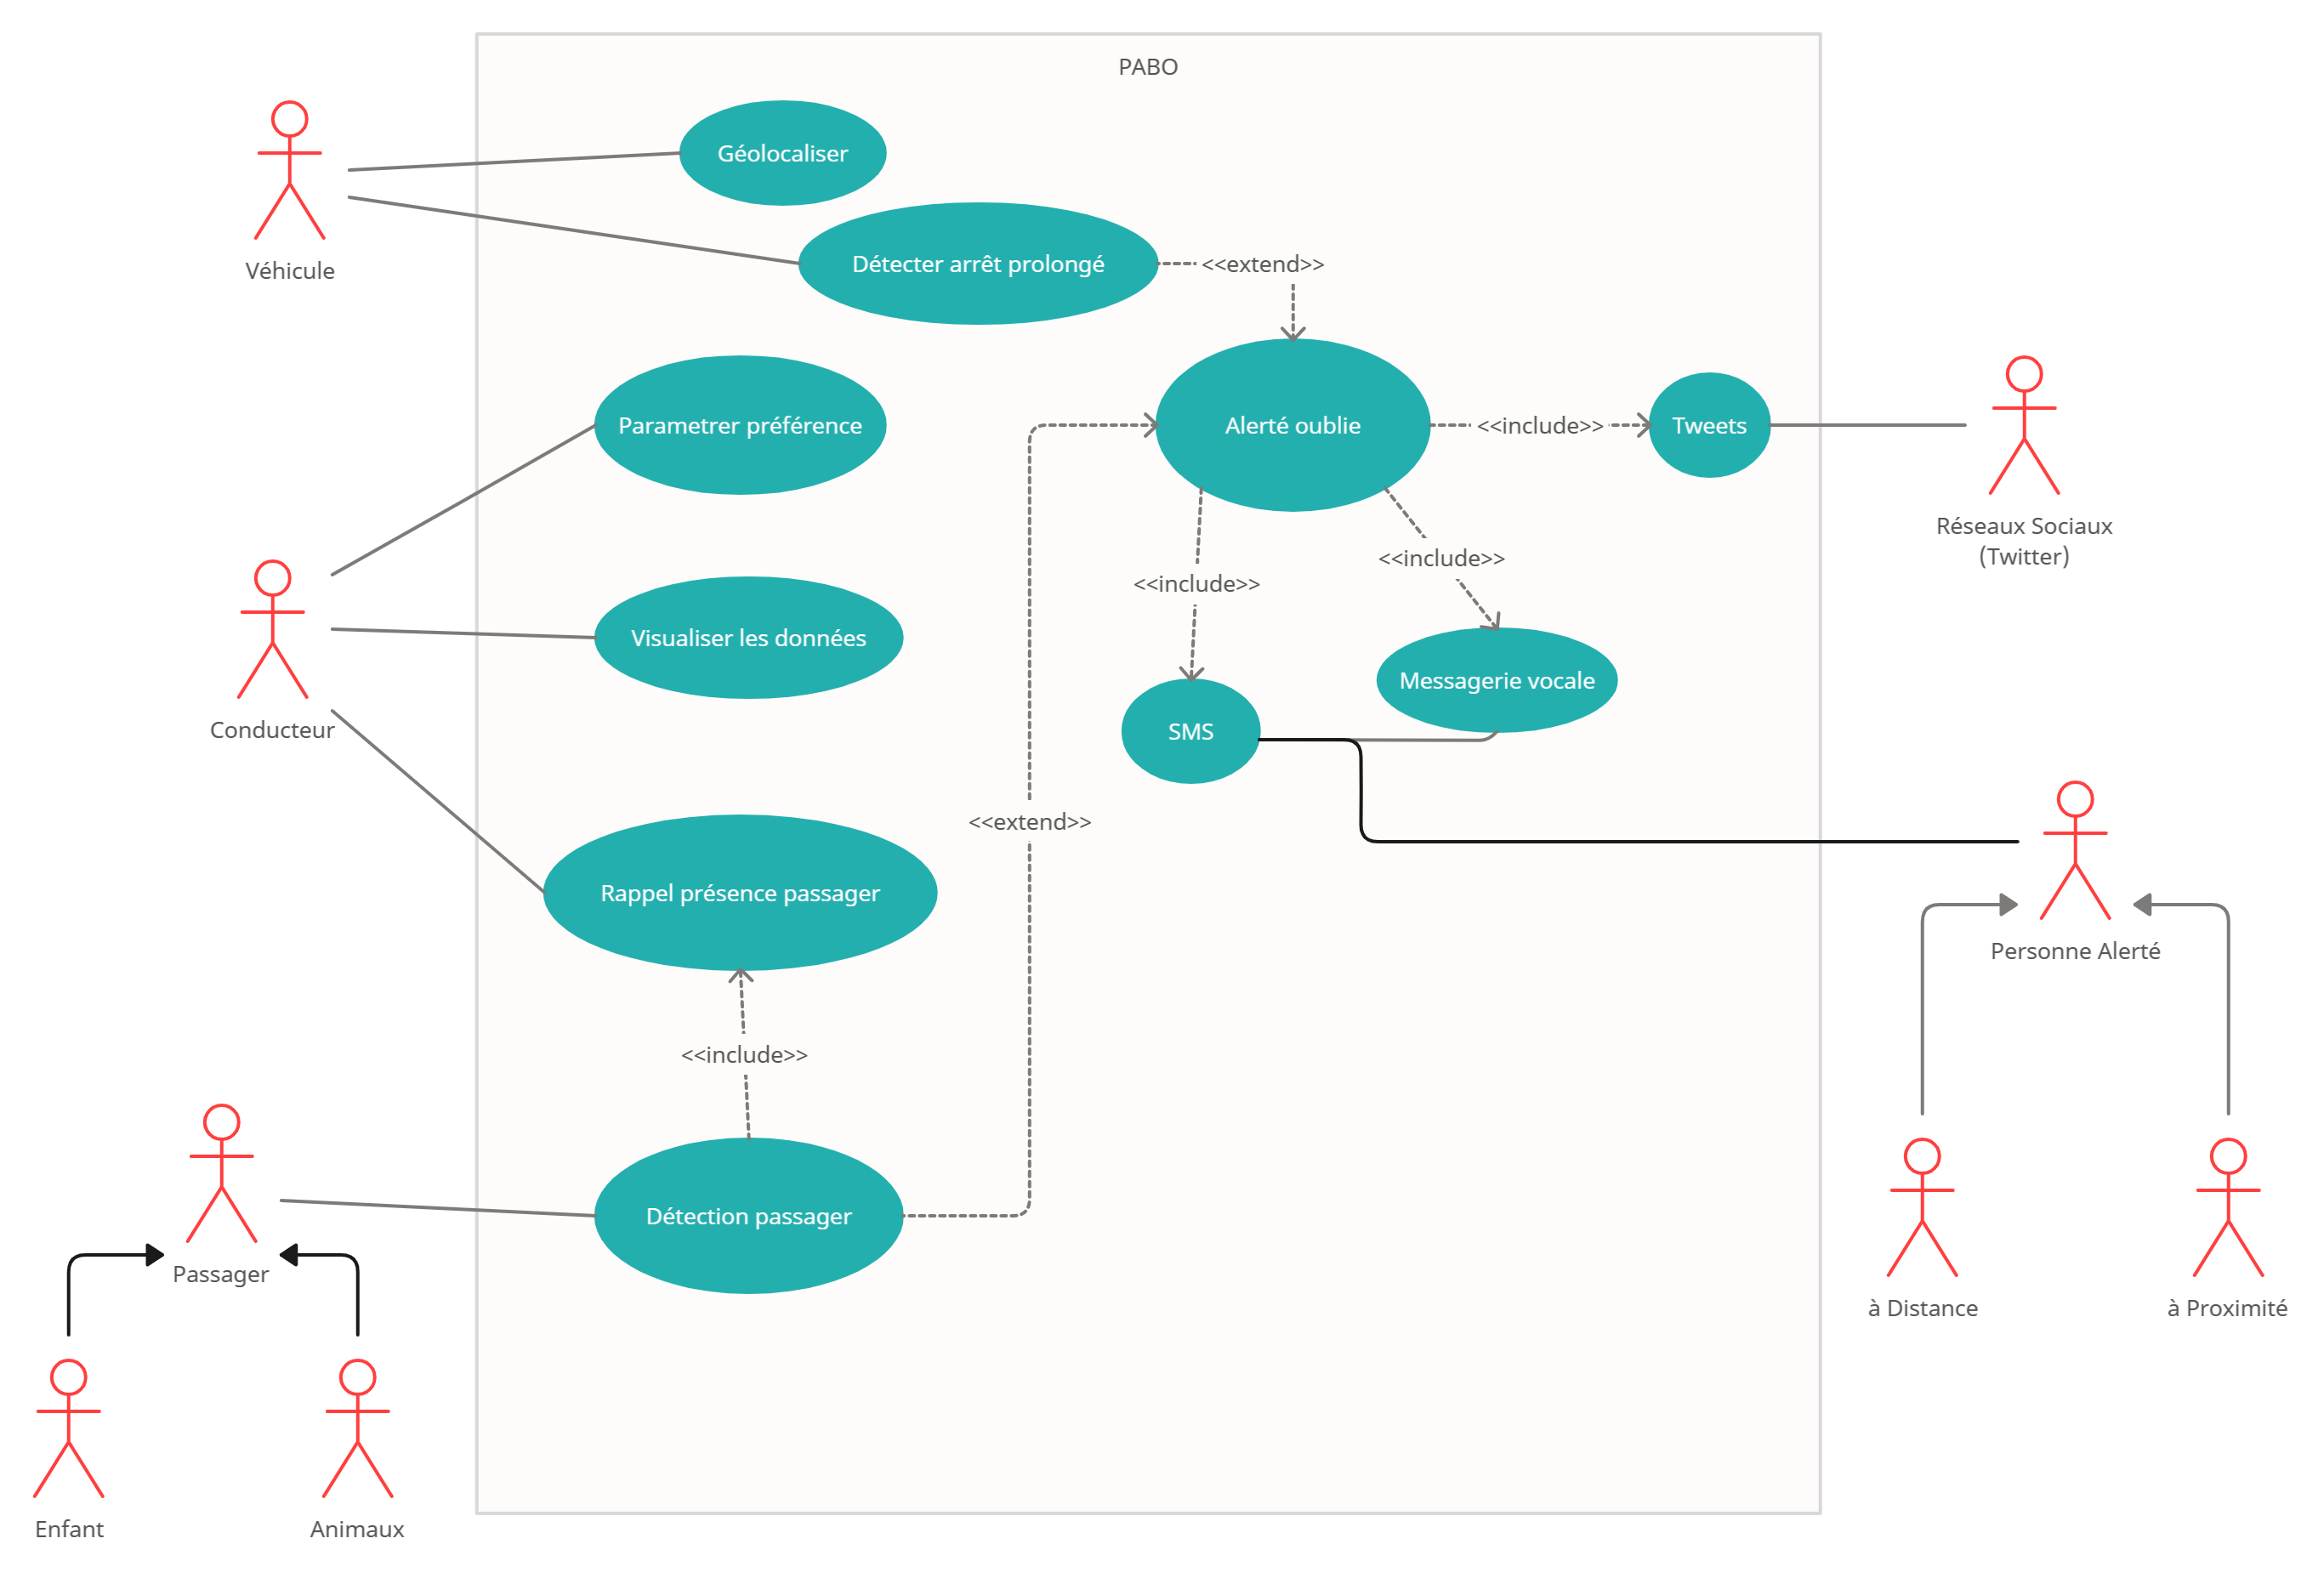 PABO
Géolocaliser
Véhicule
Détecter arrêt prolongé
<<extend>>
Parametrer préférence
Alerté oublie
<<include>>
Tweets
Réseaux Sociaux
(Twitter)
<<include>>
<<include>>
Visualiser les données
Conducteur
Messagerie vocale
SMS
<<extend>>
Rappel présence passager
Personne Alerté
<<include>>
Détection passager
Passager
à Distance
à Proximité
Enfant
Animaux